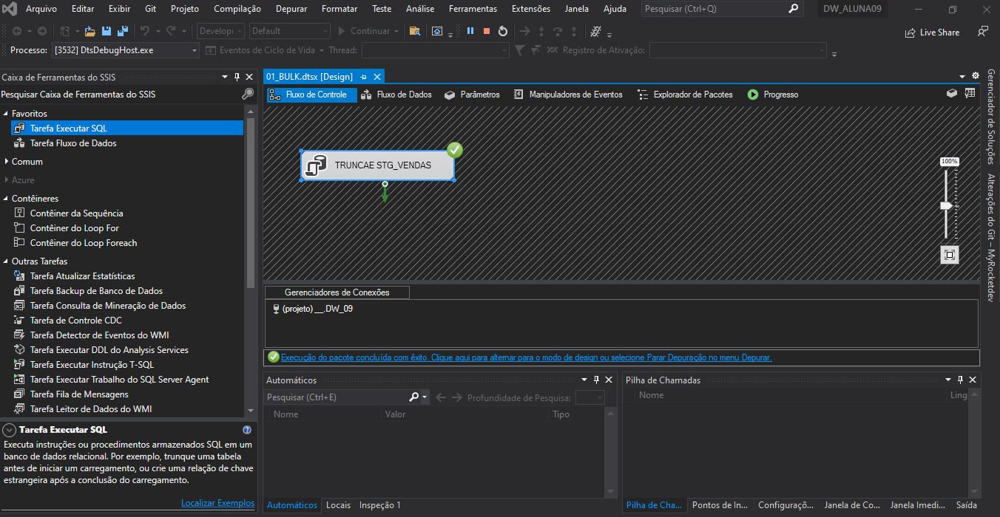 Arquivo Editar Exibir Git Projeto Compilação Depurar Formatar Teste Análise Ferramentas Extensões Janela Ajuda Pesquisar (Ctrl+Q) DW_ALUNA09
Developi Default Continuar Live Share
Processo: [3532] DtsDebugHost.exe Eventos de Ciclo de Vida Thread: Registro de Ativação:
Caixa de Ferramentas do SSIS
Pesquisar Caixa de Ferramentas do SSIS
Favoritos
Tarefa Executar SQL
Tarefa Fluxo de Dados
Comum
Azure
Contêineres
Contêiner da Sequência
Contêiner do Loop For
Contêiner do Loop Foreach
Outras Tarefas
Tarefa Atualizar Estatísticas
Tarefa Backup de Banco de Dados
Tarefa Consulta de Mineração de Dados
Tarefa de Controle CDC
Tarefa Detector de Eventos do WMI
Tarefa Executar DDL do Analysis Services
Tarefa Executar Instrução T-SQL
Tarefa Executar Trabalho do SQL Server Agent
Tarefa Fila de Mensagens
Tarefa Leitor de Dados do WMI
Tarefa Executar SQL
Executa instruções ou procedimentos armazenados SQL em um
banco de dados relacional. Por exemplo, trunque uma tabela
antes de iniciar um carregamento, ou crie uma relação de chave
estrangeira após a conclusão do carregamento.
Localizar Exemplos
01_BULK.dtsx [Design]
Fluxo de Controle Fluxo de Dados Parâmetros Manipuladores de Eventos Explorador de Pacotes Progresso
TRUNCAE STG_VENDAS
100%
Gerenciadores de Conexões
(projeto) __.DW_09
Execução do pacote concluída com êxito. Clique aqui para alternar para o modo de design ou selecione Parar Depuração no menu Depurar.
Automáticos
Pesquisar (Ctrl+E) Profundidade de Pesquisa:
Nome Valor Tipo
Automáticos Locais Inspeção 1
Pilha de Chamadas
Nome Ling
Pilha de Cha... Pontos de In... Configuraçõ... Janela de Co... Janela Imedi... Saída
Gerenciador de Soluções
Alterações do Git – MyRocketdev